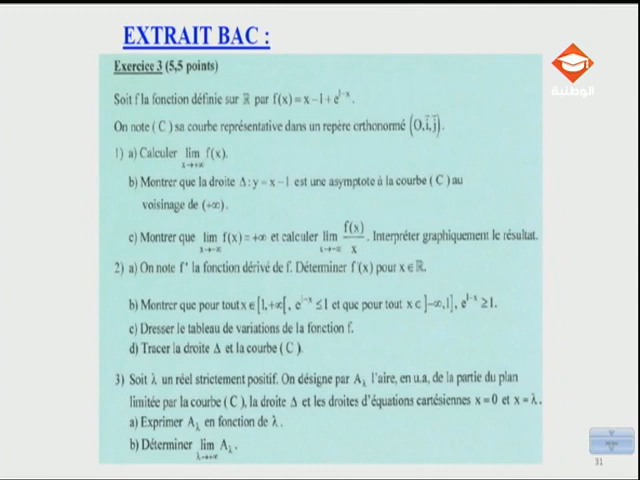 EXTRAIT BAC :
Exercice 3 (5,5 points)
Soit f la fonction définie sur ℝ par f(x) = x − 1 + e^{1−x}.
On note (C) sa courbe représentative dans un repère orthonormé (O, i⃗, j⃗).
1) a) Calculer lim_{x→+∞} f(x).
b) Montrer que la droite Δ : y = x − 1 est une asymptote à la courbe (C) au
voisinage de (+∞).
c) Montrer que lim_{x→−∞} f(x) = +∞ et calculer lim_{x→−∞} f(x)/x. Interpréter graphiquement le résultat.
2) a) On note f' la fonction dérivé de f. Déterminer f'(x) pour x ∈ ℝ.
b) Montrer que pour tout x ∈ [1, +∞[, e^{1−x} ≤ 1 et que pour tout x ∈ ]−∞, 1], e^{1−x} ≥ 1.
c) Dresser le tableau de variations de la fonction f.
d) Tracer la droite Δ et la courbe (C).
3) Soit λ un réel strictement positif. On désigne par A_λ l'aire, en u.a, de la partie du plan
limitée par la courbe (C), la droite Δ et les droites d'équations cartésiennes x = 0 et x = λ.
a) Exprimer A_λ en fonction de λ.
b) Déterminer lim_{λ→+∞} A_λ.
الوطنية
31